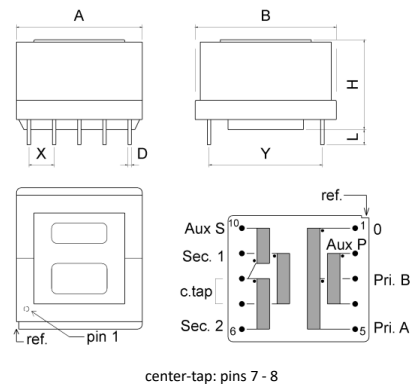 A
B
H
L
X
D
Y
ref.
Aux S
10
1
0
Sec. 1
Aux P
c.tap
Pri. B
Sec. 2
6
5
Pri. A
ref.
pin 1
center-tap: pins 7 - 8